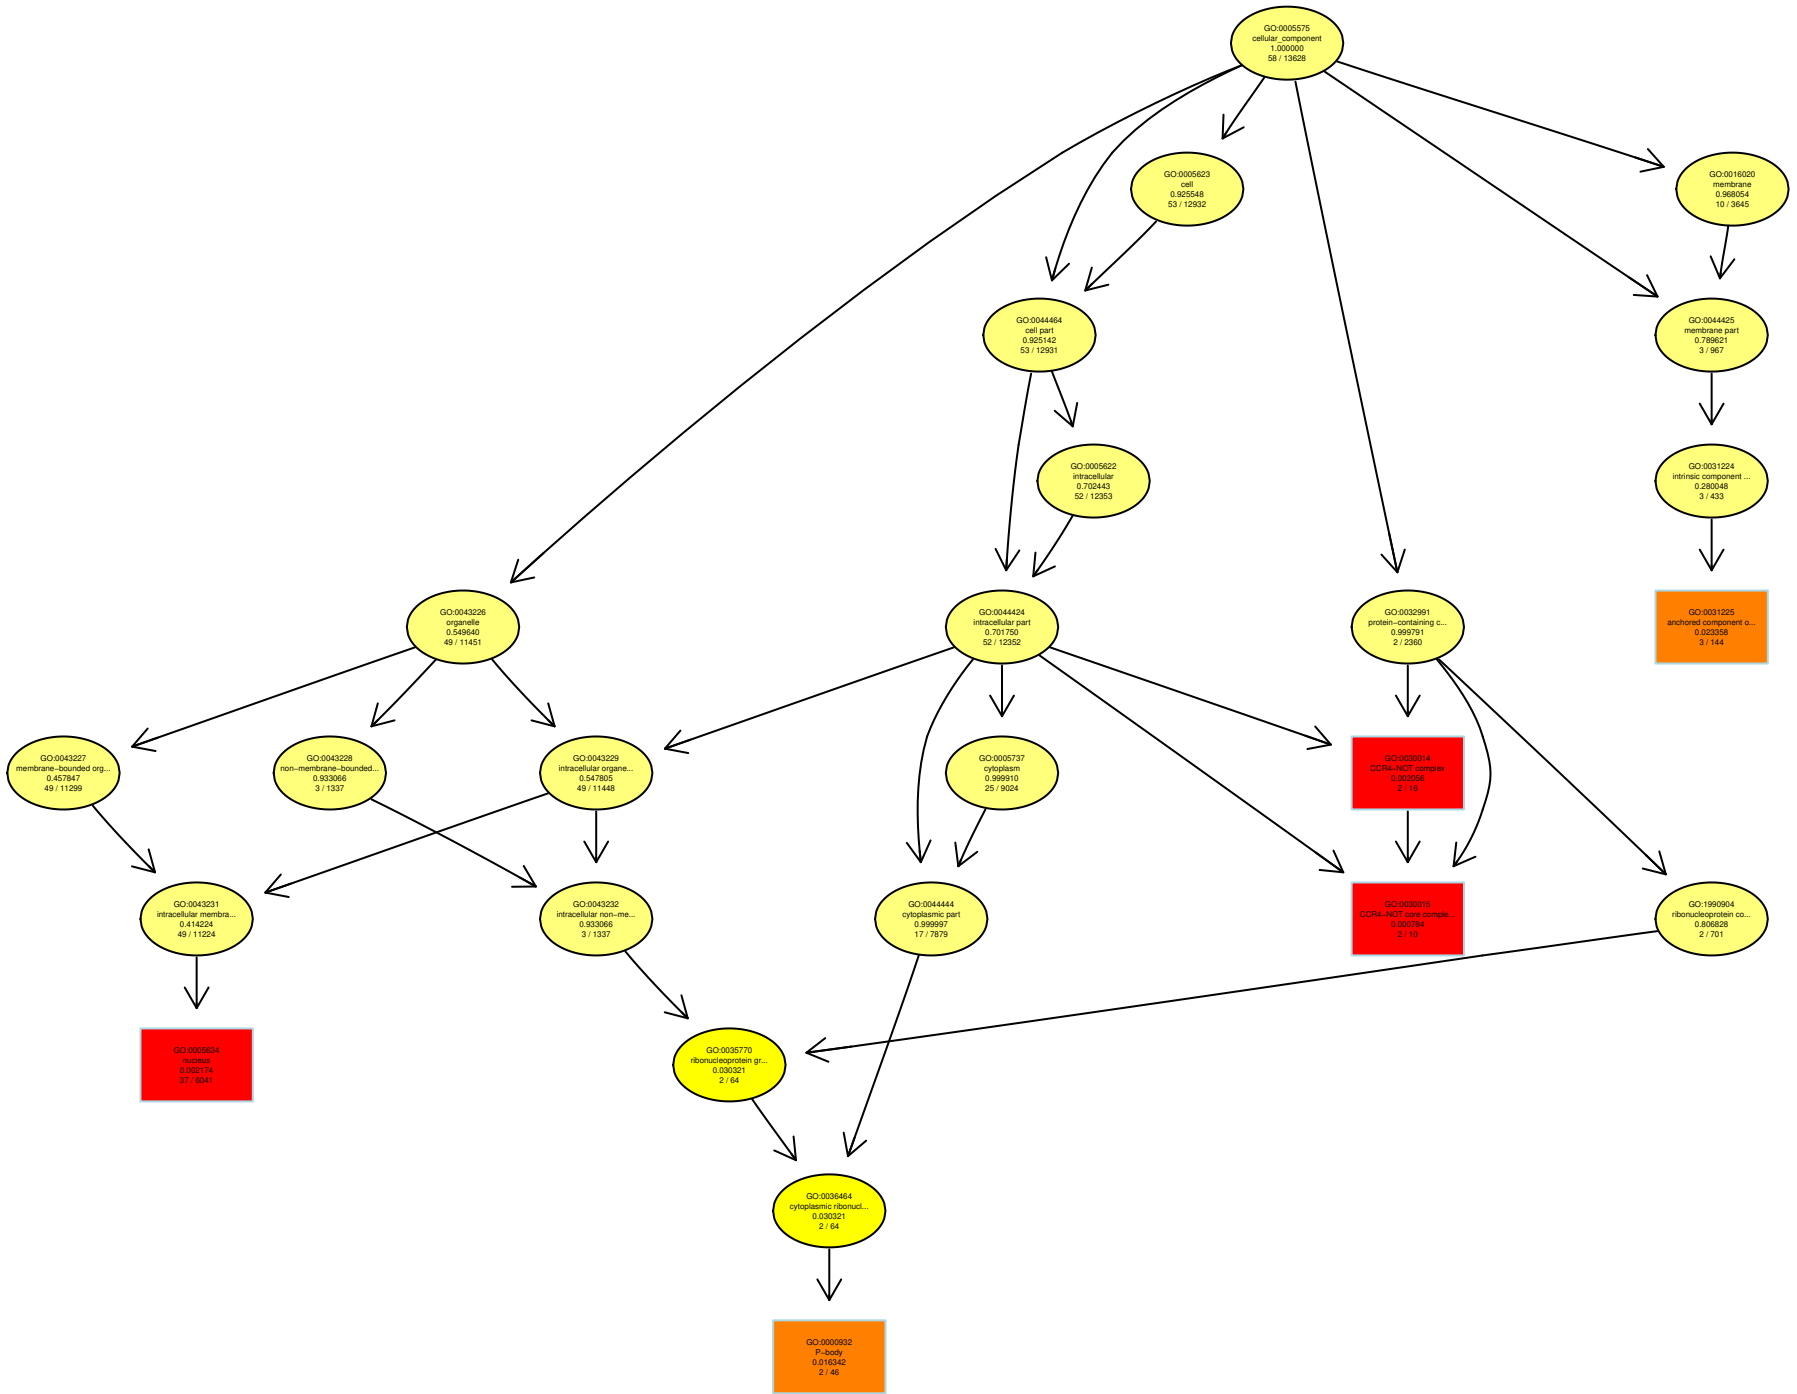 GO:0005575
cellular_component
1.000000
58 / 13628
GO:0005623
cell
0.925548
53 / 12932
GO:0016020
membrane
0.968054
10 / 3645
GO:0044464
cell part
0.925142
53 / 12931
GO:0044425
membrane part
0.789621
3 / 967
GO:0005622
intracellular
0.702443
52 / 12353
GO:0031224
intrinsic component ...
0.280048
3 / 433
GO:0043226
organelle
0.549640
49 / 11451
GO:0044424
intracellular part
0.701750
52 / 12352
GO:0032991
protein−containing c...
0.999791
2 / 2360
GO:0031225
anchored component o...
0.023358
3 / 144
GO:0043227
membrane−bounded org...
0.457847
49 / 11299
GO:0043228
non−membrane−bounded...
0.933066
3 / 1337
GO:0043229
intracellular organe...
0.547805
49 / 11448
GO:0005737
cytoplasm
0.999910
25 / 9024
GO:0030014
CCR4−NOT complex
0.002056
2 / 16
GO:0043231
intracellular membra...
0.414224
49 / 11224
GO:0043232
intracellular non−me...
0.933066
3 / 1337
GO:0044444
cytoplasmic part
0.999997
17 / 7879
GO:0030015
CCR4−NOT core comple...
0.000784
2 / 10
GO:1990904
ribonucleoprotein co...
0.806828
2 / 701
GO:0005634
nucleus
0.002174
37 / 6041
GO:0035770
ribonucleoprotein gr...
0.030321
2 / 64
GO:0036464
cytoplasmic ribonucl...
0.030321
2 / 64
GO:0000932
P−body
0.016342
2 / 46